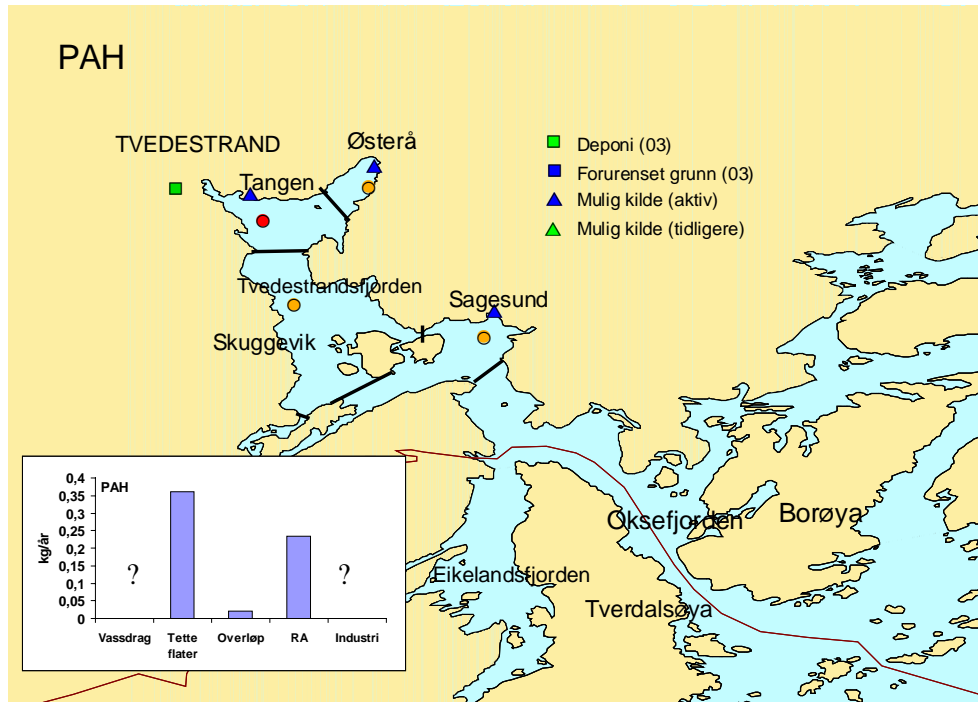 PAH
TVEDESTRAND
Østerå
Tangen
Deponi (03)
Forurenset grunn (03)
Mulig kilde (aktiv)
Mulig kilde (tidligere)
Tvedestrandsfjorden
Sagesund
Skuggevik
Oksefjorden
Borøya
Eikelandsfjorden
Tverdalsøya
PAH
kg/år
0,4
0,35
0,3
0,25
0,2
0,15
0,1
0,05
0
?
?
Vassdrag
Tette
flater
Overløp
RA
Industri